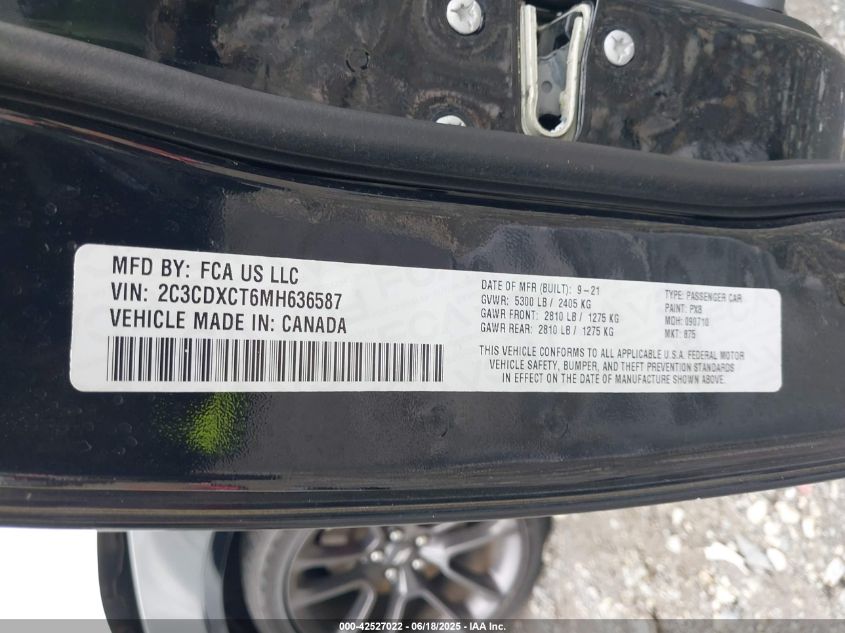 MFD BY: FCA US LLC
VIN: 2C3CDXCT6MH636587
VEHICLE MADE IN: CANADA
DATE OF MFR (BUILT): 9-21
GVWR: 5300 LB / 2405 KG
GAWR FRONT: 2810 LB / 1275 KG
GAWR REAR: 2810 LB / 1275 KG
TYPE: PASSENGER CAR
PAINT: PX8
MDH: 090710
MKT: 875
THIS VEHICLE CONFORMS TO ALL APPLICABLE U.S.A. FEDERAL MOTOR
VEHICLE SAFETY, BUMPER, AND THEFT PREVENTION STANDARDS
IN EFFECT ON THE DATE OF MANUFACTURE SHOWN ABOVE.
000-42527022 - 06/18/2025 - IAA Inc.